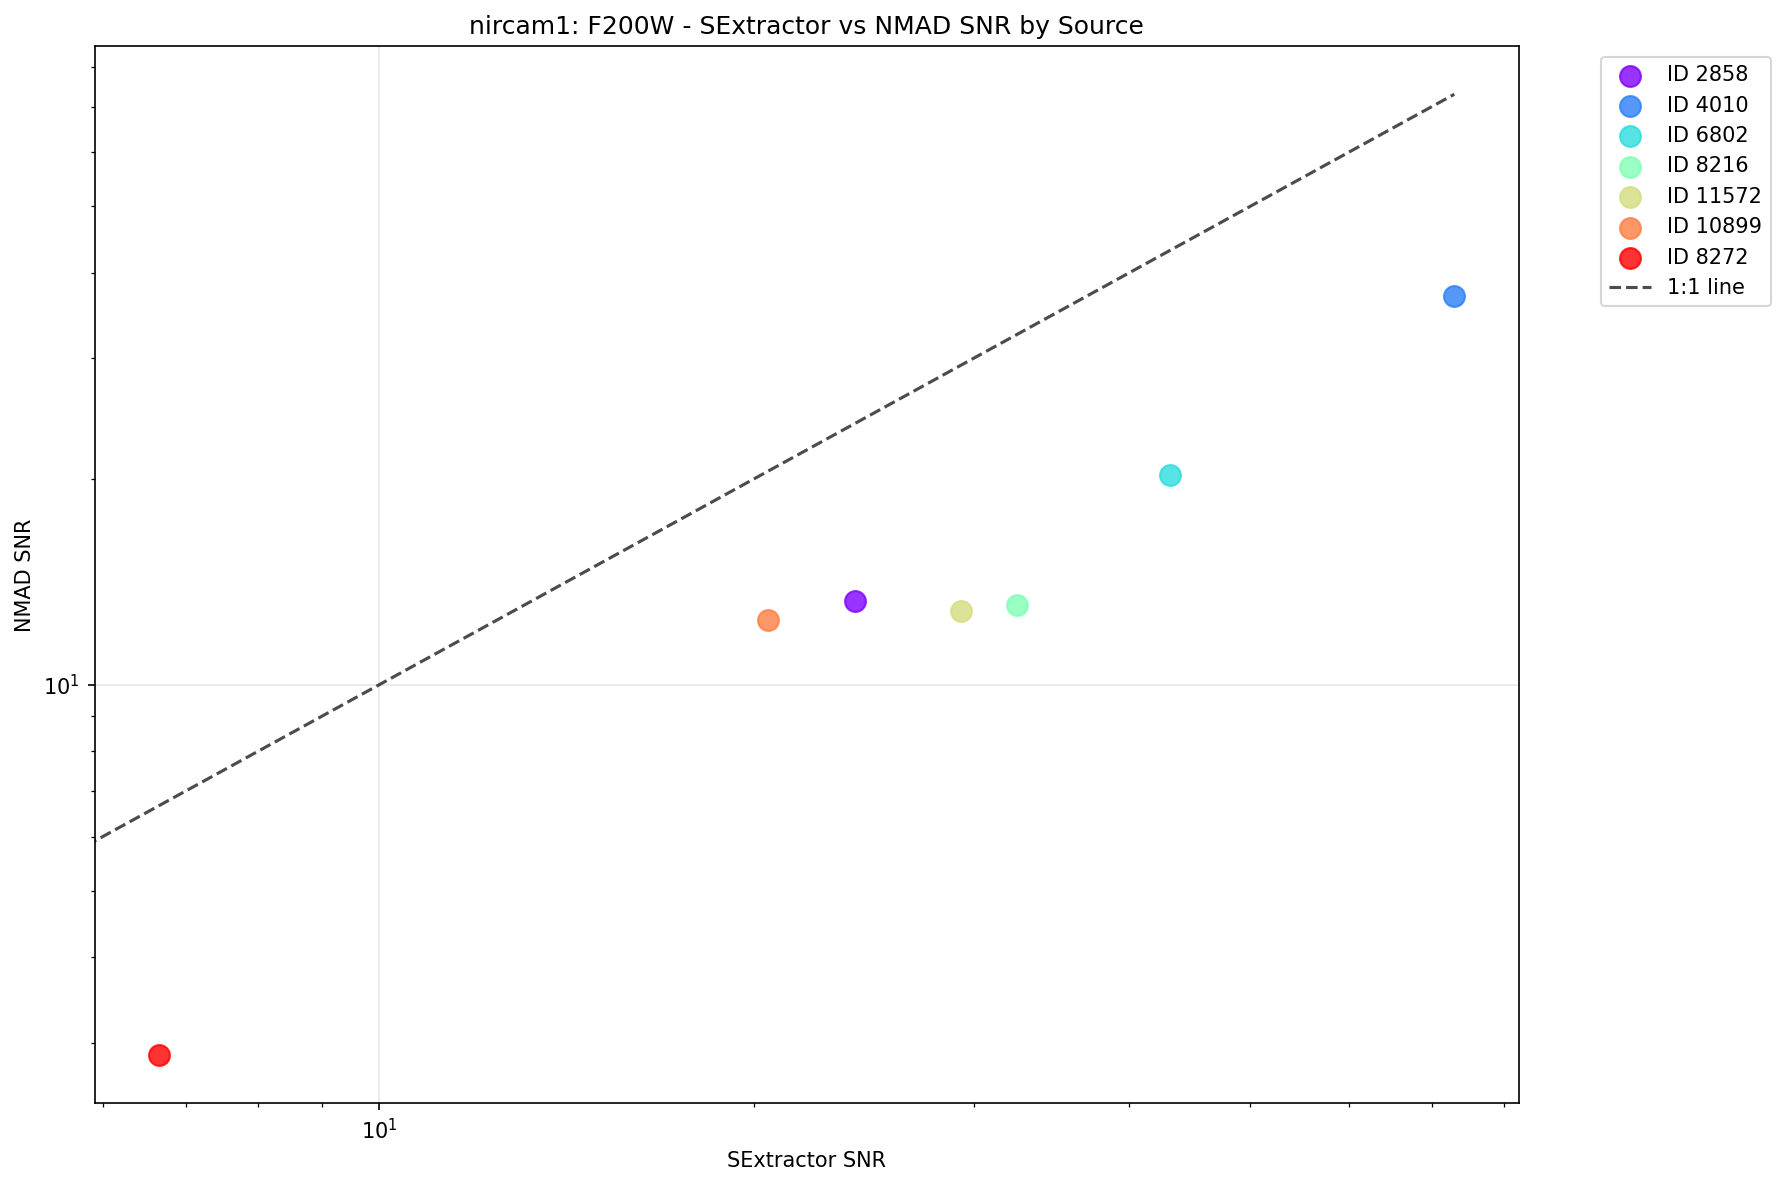 nircam1: F200W - SExtractor vs NMAD SNR by Source
ID 2858
ID 4010
ID 6802
ID 8216
ID 11572
ID 10899
ID 8272
1:1 line
NMAD SNR
10¹
10¹
SExtractor SNR